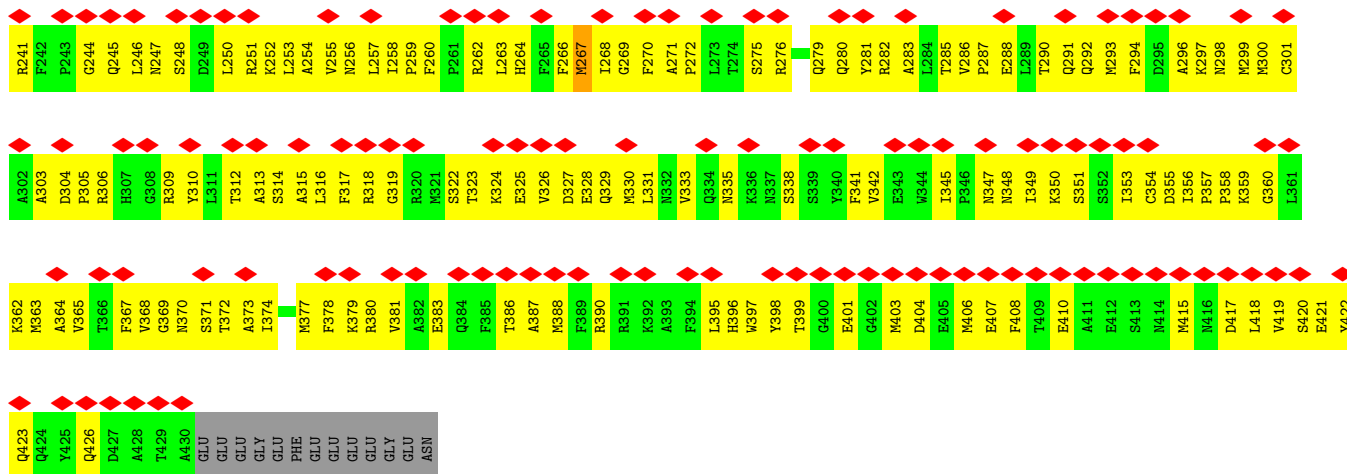 R241 F242 P243 G244 Q245 L246 N247 S248 D249 L250 R251 K252 L253 A254 V255 N256 L257 I258 P259 F260 P261 R262 L263 H264 F265 F266 M267 I268 G269 F270 A271 P272 L273 T274 S275 R276 Q279 Q280 Y281 R282 A283 L284 T285 V286 P287 E288 L289 T290 Q291 Q292 M293 F294 D295 A296 K297 N298 M299 M300 C301
A302 A303 D304 P305 R306 H307 G308 R309 Y310 L311 T312 A313 S314 A315 L316 F317 R318 G319 R320 M321 S322 T323 K324 E325 V326 D327 E328 Q329 M330 L331 N332 V333 Q334 N335 K336 N337 S338 S339 Y340 F341 V342 E343 W344 I345 P346 N347 N348 I349 K350 S351 S352 I353 C354 D355 I356 P357 P358 K359 G360 L361
K362 M363 A364 V365 T366 F367 V368 G369 N370 S371 T372 A373 I374 M377 F378 K379 R380 V381 A382 E383 Q384 F385 T386 A387 M388 F389 R390 R391 K392 A393 F394 L395 H396 W397 Y398 T399 G400 E401 G402 M403 D404 E405 M406 E407 F408 T409 E410 A411 E412 S413 N414 M415 N416 D417 L418 V419 S420 E421 Y422
Q423 Q424 Y425 Q426 D427 A428 T429 A430 GLU GLU GLU GLY GLU PHE GLU GLU GLU GLU GLY GLU ASN